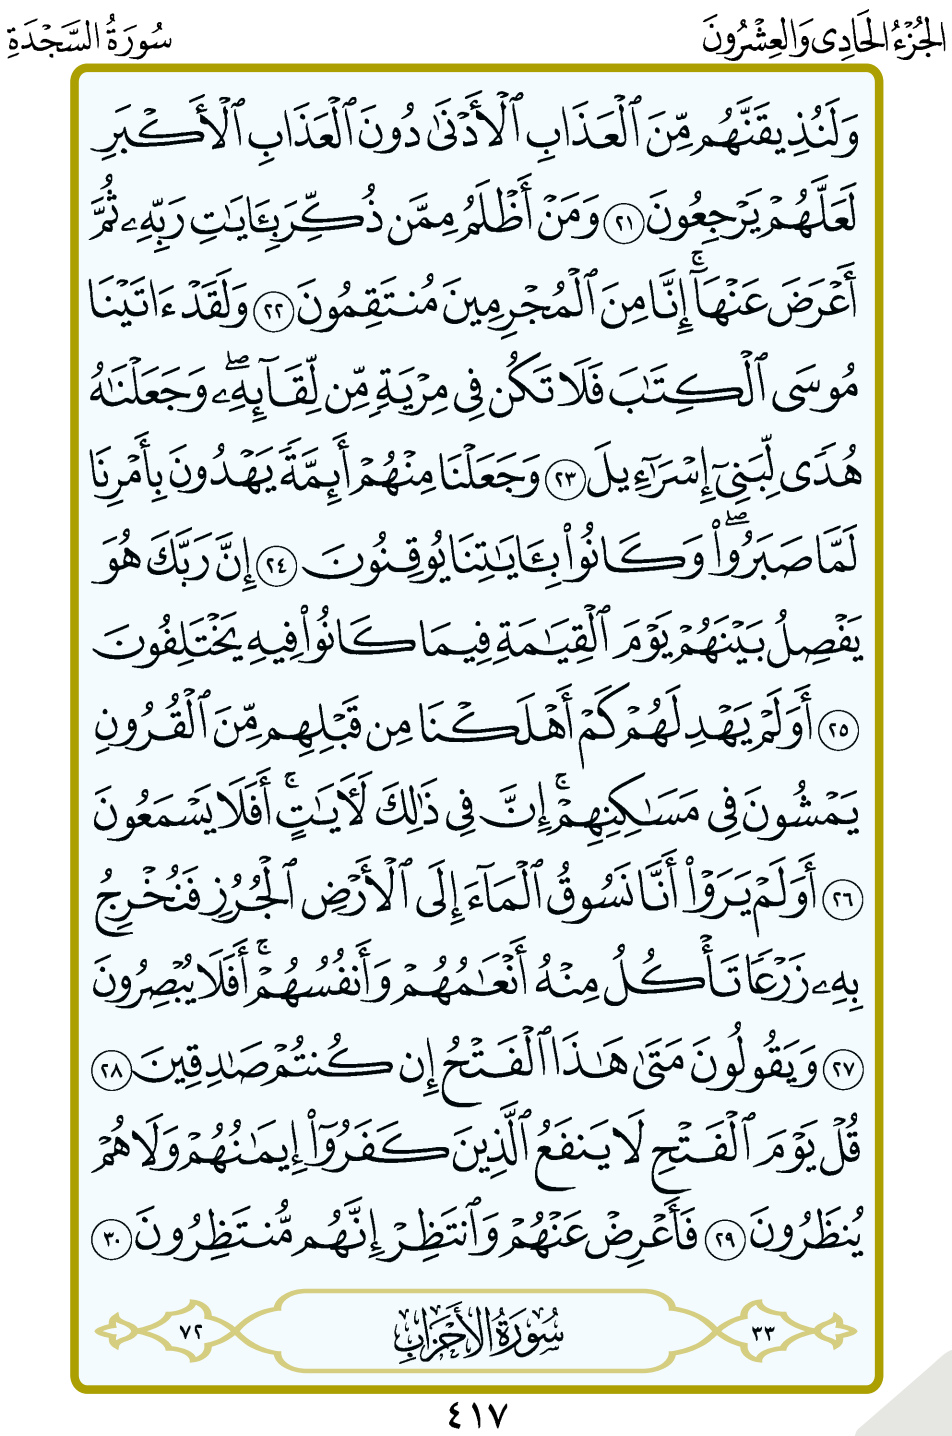 الجُزْءُ الحَادِى وَالعِشْرُونَ
سُورَةُ السَّجْدَةِ
وَلَنُذِيقَنَّهُم مِّنَ ٱلْعَذَابِ ٱلْأَدْنَىٰ دُونَ ٱلْعَذَابِ ٱلْأَكْبَرِ
لَعَلَّهُمْ يَرْجِعُونَ ٢١ وَمَنْ أَظْلَمُ مِمَّن ذُكِّرَ بِـَٔايَـٰتِ رَبِّهِۦ ثُمَّ
أَعْرَضَ عَنْهَآۚ إِنَّا مِنَ ٱلْمُجْرِمِينَ مُنتَقِمُونَ ٢٢ وَلَقَدْ ءَاتَيْنَا
مُوسَى ٱلْكِتَـٰبَ فَلَا تَكُن فِى مِرْيَةٍ مِّن لِّقَآئِهِۦۖ وَجَعَلْنَـٰهُ
هُدًى لِّبَنِىٓ إِسْرَٰٓءِيلَ ٢٣ وَجَعَلْنَا مِنْهُمْ أَئِمَّةً يَهْدُونَ بِأَمْرِنَا
لَمَّا صَبَرُوا۟ۖ وَكَانُوا۟ بِـَٔايَـٰتِنَا يُوقِنُونَ ٢٤ إِنَّ رَبَّكَ هُوَ
يَفْصِلُ بَيْنَهُمْ يَوْمَ ٱلْقِيَـٰمَةِ فِيمَا كَانُوا۟ فِيهِ يَخْتَلِفُونَ
٢٥ أَوَلَمْ يَهْدِ لَهُمْ كَمْ أَهْلَكْنَا مِن قَبْلِهِم مِّنَ ٱلْقُرُونِ
يَمْشُونَ فِى مَسَـٰكِنِهِمْۚ إِنَّ فِى ذَٰلِكَ لَـَٔايَـٰتٍۚ أَفَلَا يَسْمَعُونَ
٢٦ أَوَلَمْ يَرَوْا۟ أَنَّا نَسُوقُ ٱلْمَآءَ إِلَى ٱلْأَرْضِ ٱلْجُرُزِ فَنُخْرِجُ
بِهِۦ زَرْعًا تَأْكُلُ مِنْهُ أَنْعَـٰمُهُمْ وَأَنفُسُهُمْۚ أَفَلَا يُبْصِرُونَ
٢٧ وَيَقُولُونَ مَتَىٰ هَـٰذَا ٱلْفَتْحُ إِن كُنتُمْ صَـٰدِقِينَ ٢٨
قُلْ يَوْمَ ٱلْفَتْحِ لَا يَنفَعُ ٱلَّذِينَ كَفَرُوٓا۟ إِيمَـٰنُهُمْ وَلَا هُمْ
يُنظَرُونَ ٢٩ فَأَعْرِضْ عَنْهُمْ وَٱنتَظِرْ إِنَّهُم مُّنتَظِرُونَ ٣٠
٣٣ سُورَةُ الأَحْزَابِ ٧٢
٤١٧